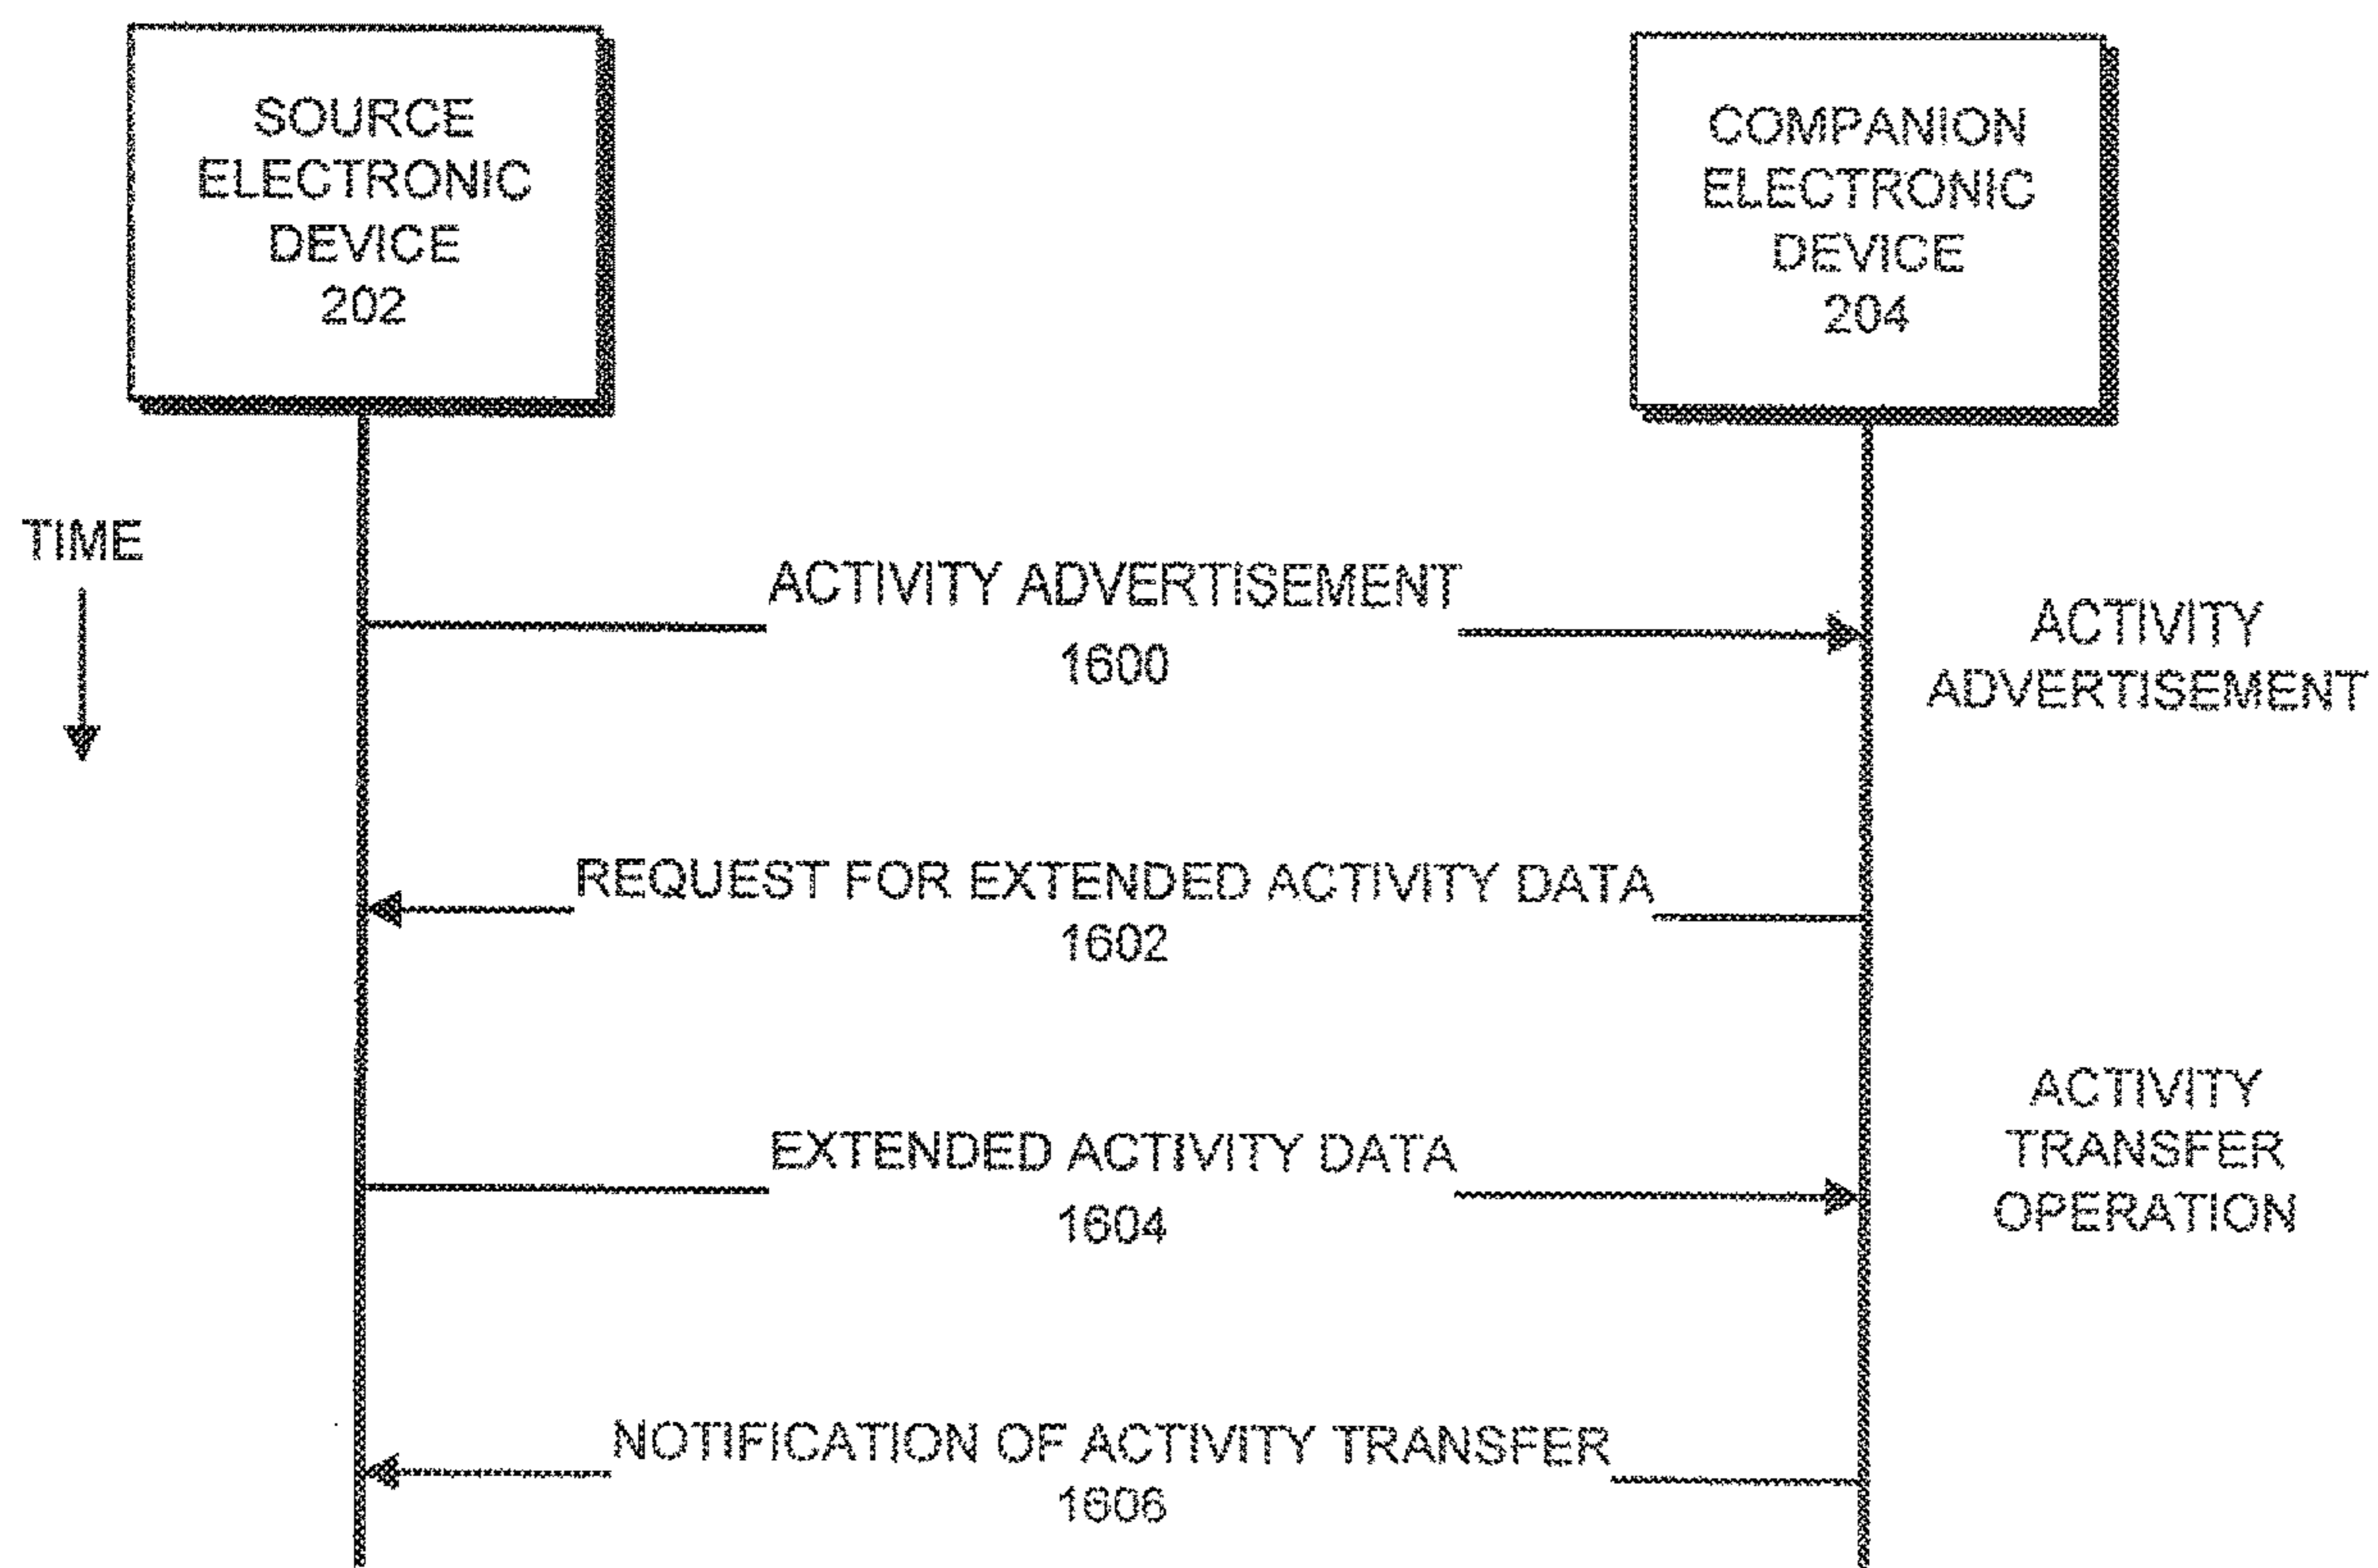 SOURCE
ELECTRONIC
DEVICE
202
COMPANION
ELECTRONIC
DEVICE
204
TIME
ACTIVITY ADVERTISEMENT
1600
ACTIVITY
ADVERTISEMENT
REQUEST FOR EXTENDED ACTIVITY DATA
1602
EXTENDED ACTIVITY DATA
1604
ACTIVITY
TRANSFER
OPERATION
NOTIFICATION OF ACTIVITY TRANSFER
1606